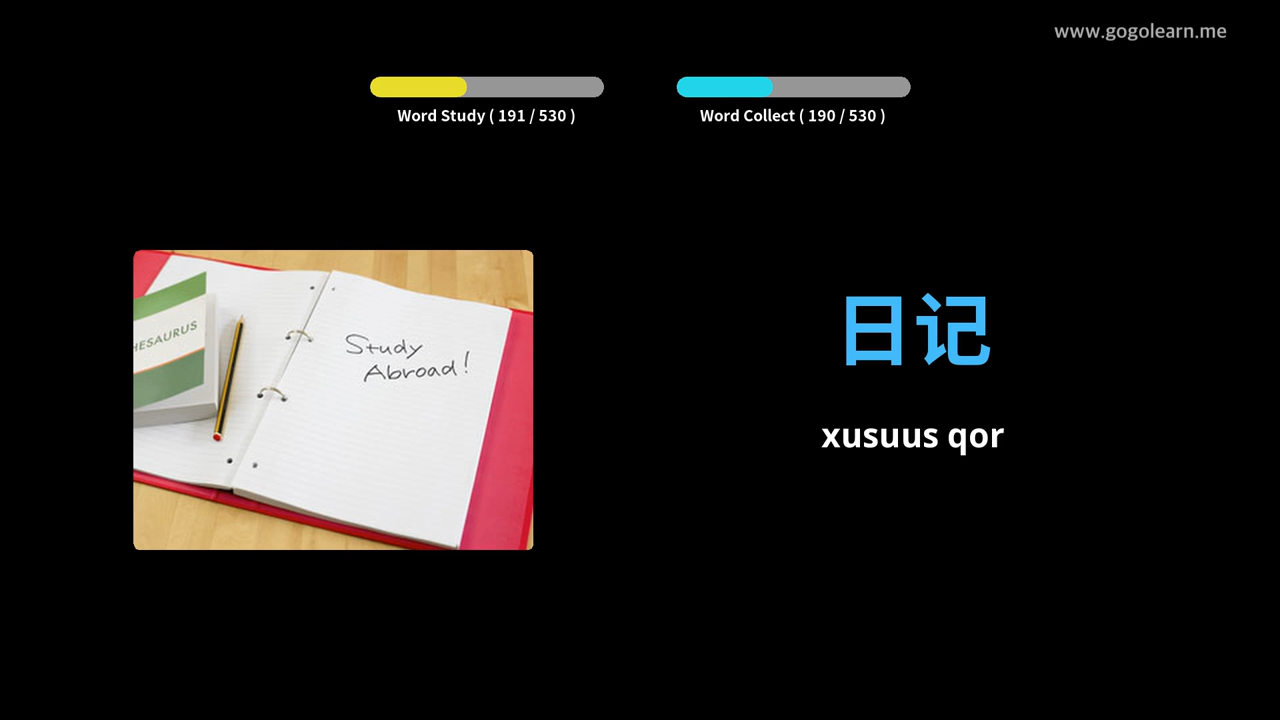 www.gogolearn.me
Word Study ( 191 / 530 )
Word Collect ( 190 / 530 )
HESAURUS
Study
Abroad!
日记
xusuus qor